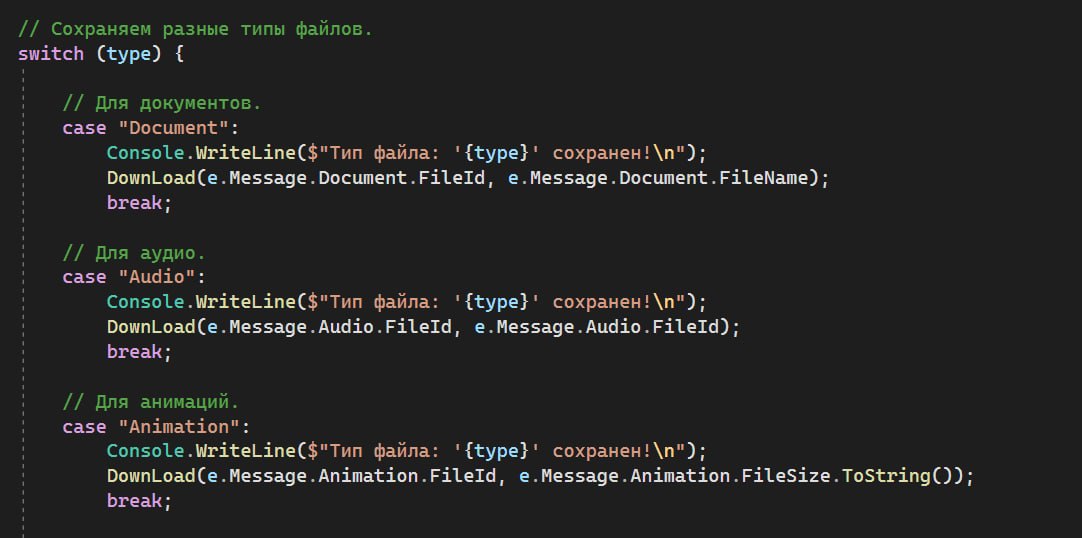 // Сохраняем разные типы файлов.
switch (type) {
// Для документов.
case "Document":
Console.WriteLine($"Тип файла: '{type}' сохранен!\n");
DownLoad(e.Message.Document.FileId, e.Message.Document.FileName);
break;
// Для аудио.
case "Audio":
Console.WriteLine($"Тип файла: '{type}' сохранен!\n");
DownLoad(e.Message.Audio.FileId, e.Message.Audio.FileId);
break;
// Для анимаций.
case "Animation":
Console.WriteLine($"Тип файла: '{type}' сохранен!\n");
DownLoad(e.Message.Animation.FileId, e.Message.Animation.FileSize.ToString());
break;